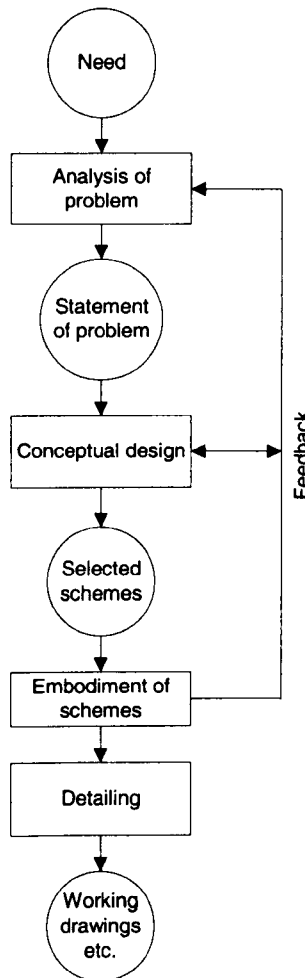 Need
Analysis of
problem
Statement
of problem
Conceptual design
Feedback
Selected
schemes
Embodiment of
schemes
Detailing
Working
drawings
etc.